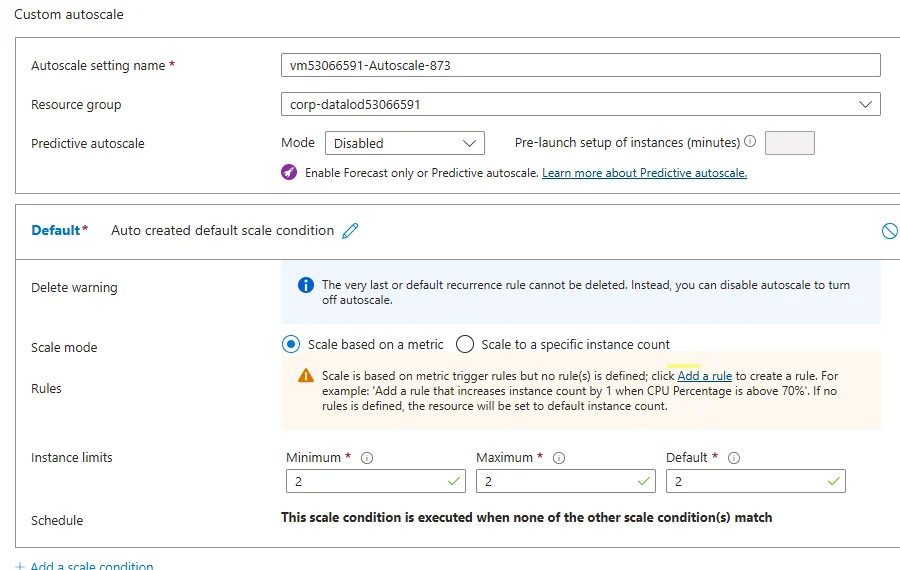 Custom autoscale
Autoscale setting name *
vm53066591-Autoscale-873
Resource group
corp-datalod53066591
Predictive autoscale
Mode
Disabled
Pre-launch setup of instances (minutes)
Enable Forecast only or Predictive autoscale. Learn more about Predictive autoscale.
Default*
Auto created default scale condition
Delete warning
The very last or default recurrence rule cannot be deleted. Instead, you can disable autoscale to turn
off autoscale.
Scale mode
Scale based on a metric
Scale to a specific instance count
Rules
Scale is based on metric trigger rules but no rule(s) is defined; click Add a rule to create a rule. For
example: 'Add a rule that increases instance count by 1 when CPU Percentage is above 70%'. If no
rules is defined, the resource will be set to default instance count.
Instance limits
Minimum *
Maximum *
Default *
2
2
2
Schedule
This scale condition is executed when none of the other scale condition(s) match
+ Add a scale condition